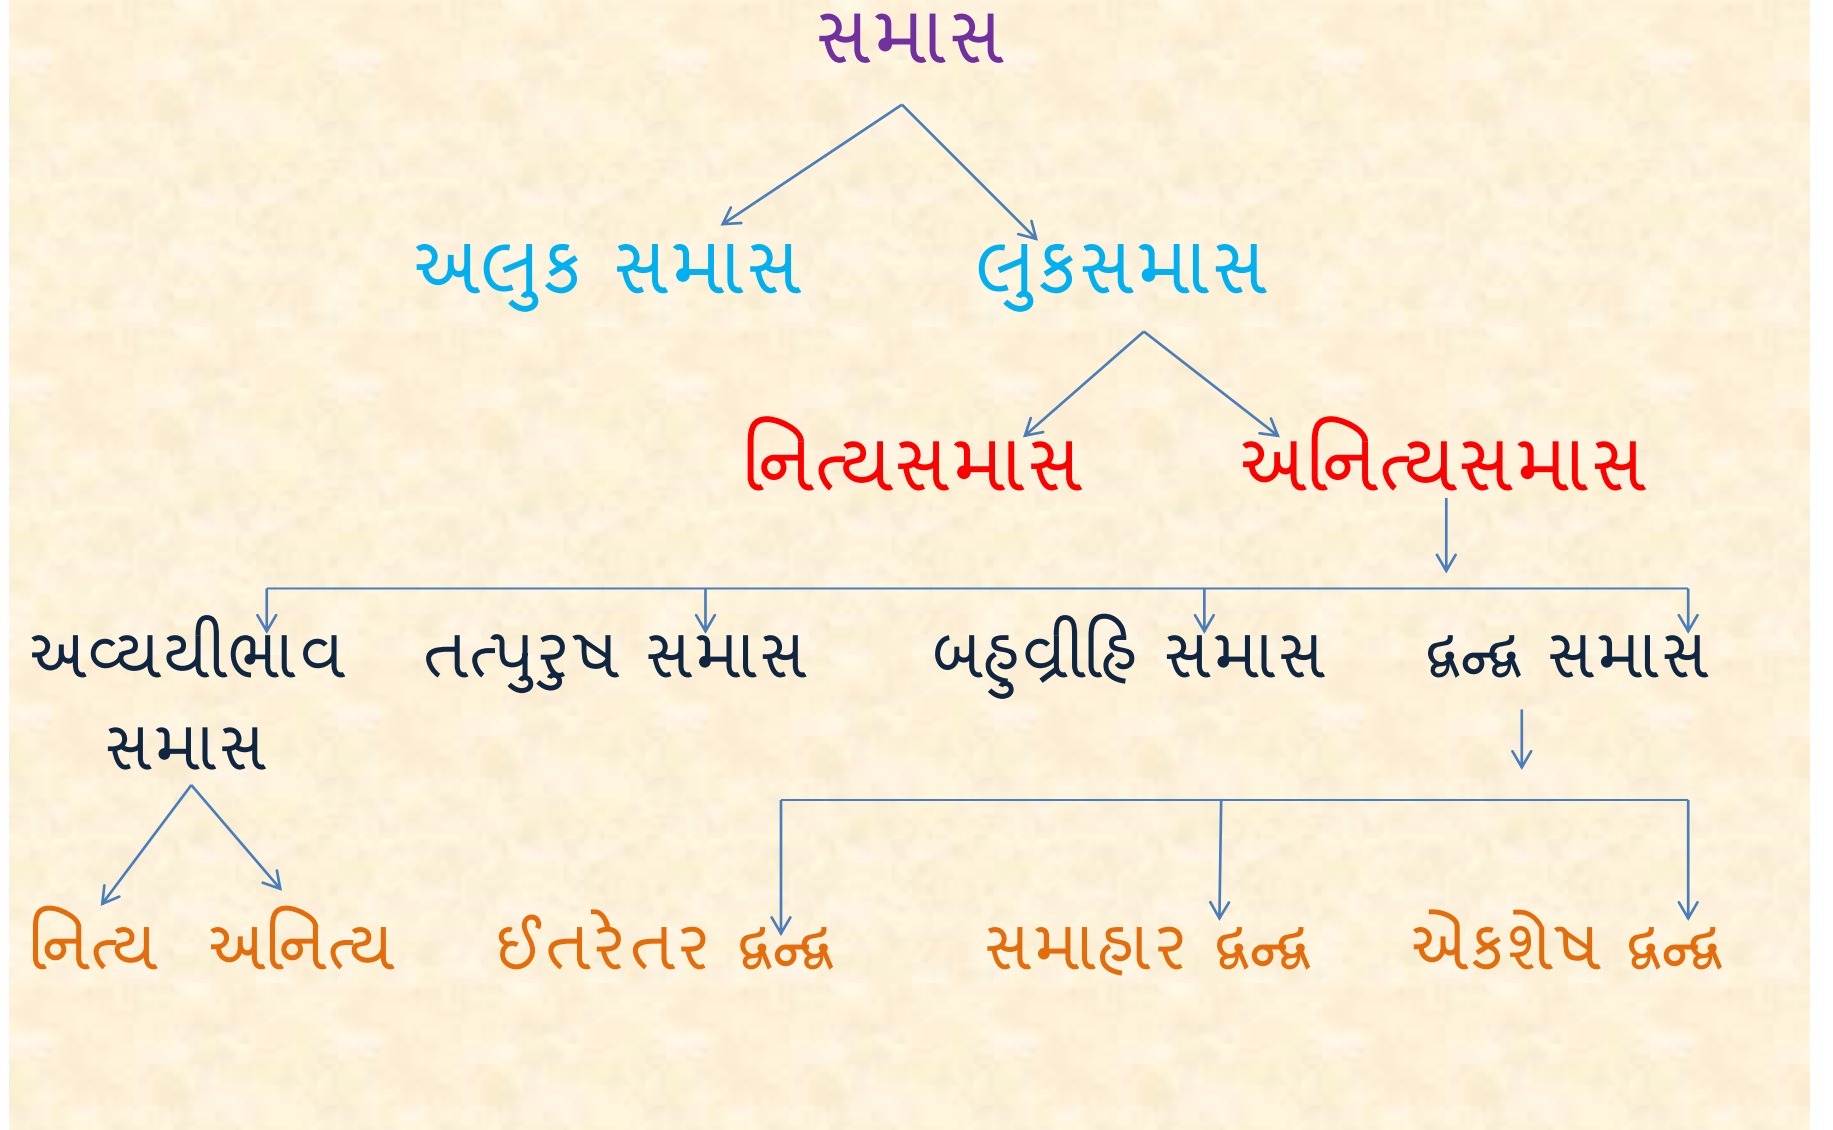 સમાસ
અલુક સમાસ લુકસમાસ
નિત્યસમાસ અનિત્યસમાસ
અવ્યયીભાવ તત્પુરુષ સમાસ બહુવ્રીહિ સમાસ દ્વન્દ્વ સમાસ
સમાસ
નિત્ય અનિત્ય ઈતરેતર દ્વન્દ્વ સમાહાર દ્વન્દ્વ એકશેષ દ્વન્દ્વ